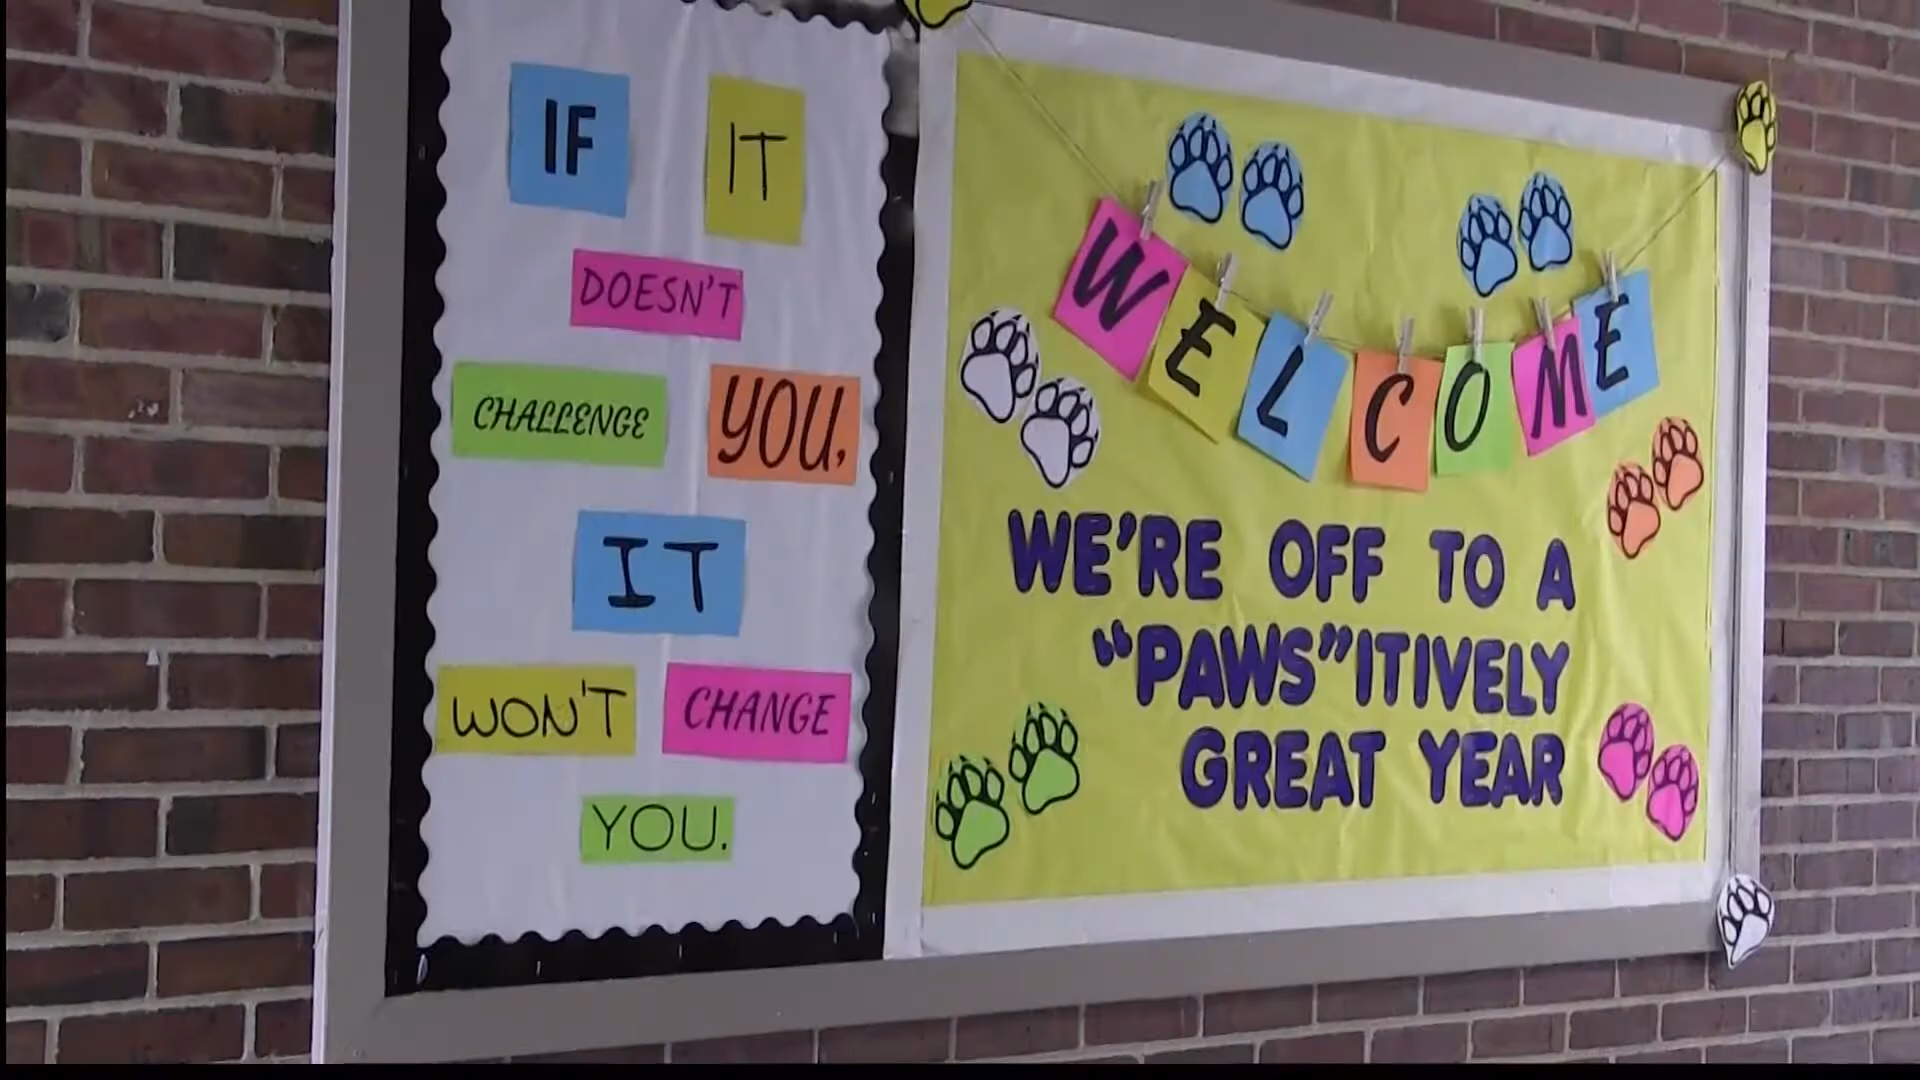 IF IT
DOESN'T
CHALLENGE YOU,
IT
WON'T CHANGE
YOU.
WELCOME
WE'RE OFF TO A
"PAWS"ITIVELY
GREAT YEAR